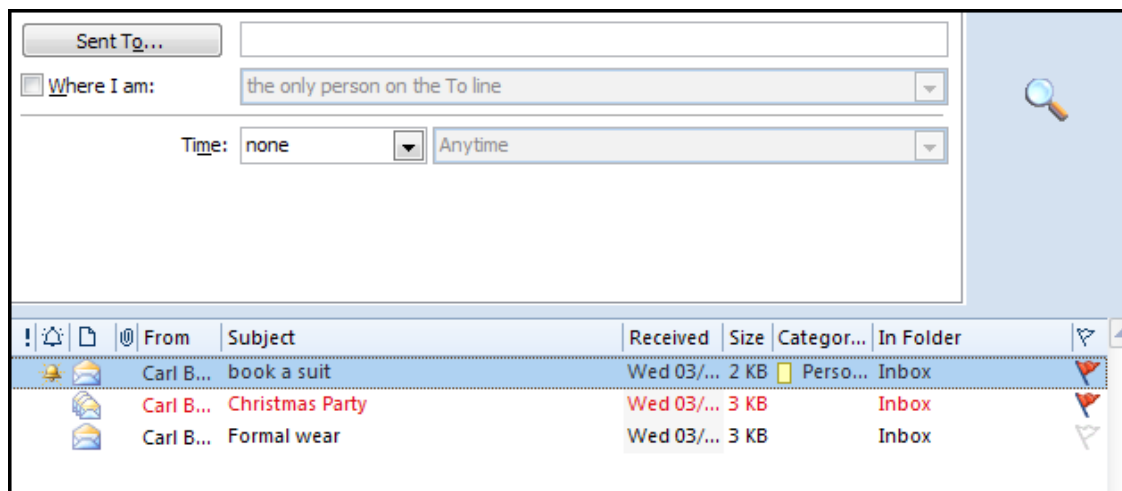 Sent To...
Where I am: the only person on the To line
Time: none Anytime
! From Subject Received Size Categor... In Folder
Carl B... book a suit Wed 03/... 2 KB Perso... Inbox
Carl B... Christmas Party Wed 03/... 3 KB Inbox
Carl B... Formal wear Wed 03/... 3 KB Inbox